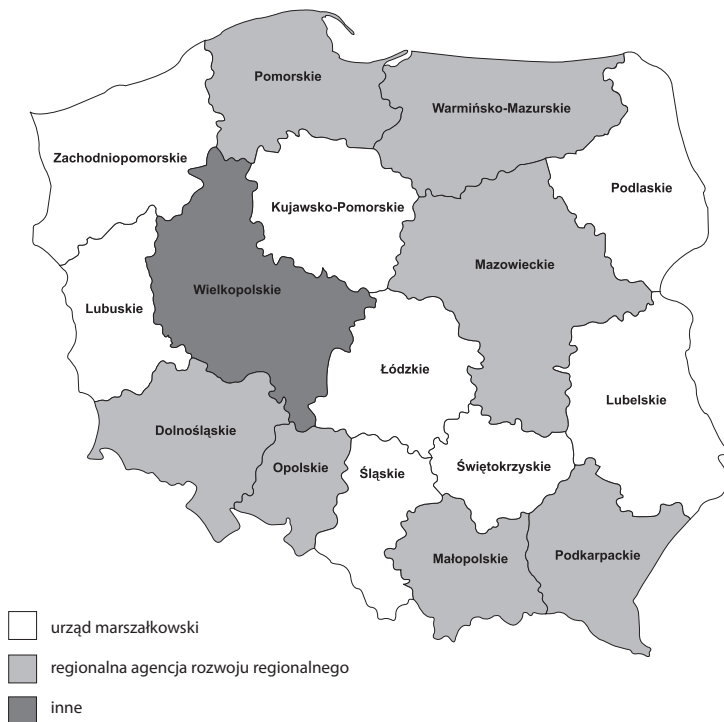 Pomorskie
Warmińsko-Mazurskie
Zachodniopomorskie
Podlaskie
Kujawsko-Pomorskie
Mazowieckie
Wielkopolskie
Lubuskie
Łódzkie
Lubelskie
Dolnośląskie
Opolskie
Śląskie
Świętokrzyskie
Małopolskie
Podkarpackie
urząd marszałkowski
regionalna agencja rozwoju regionalnego
inne